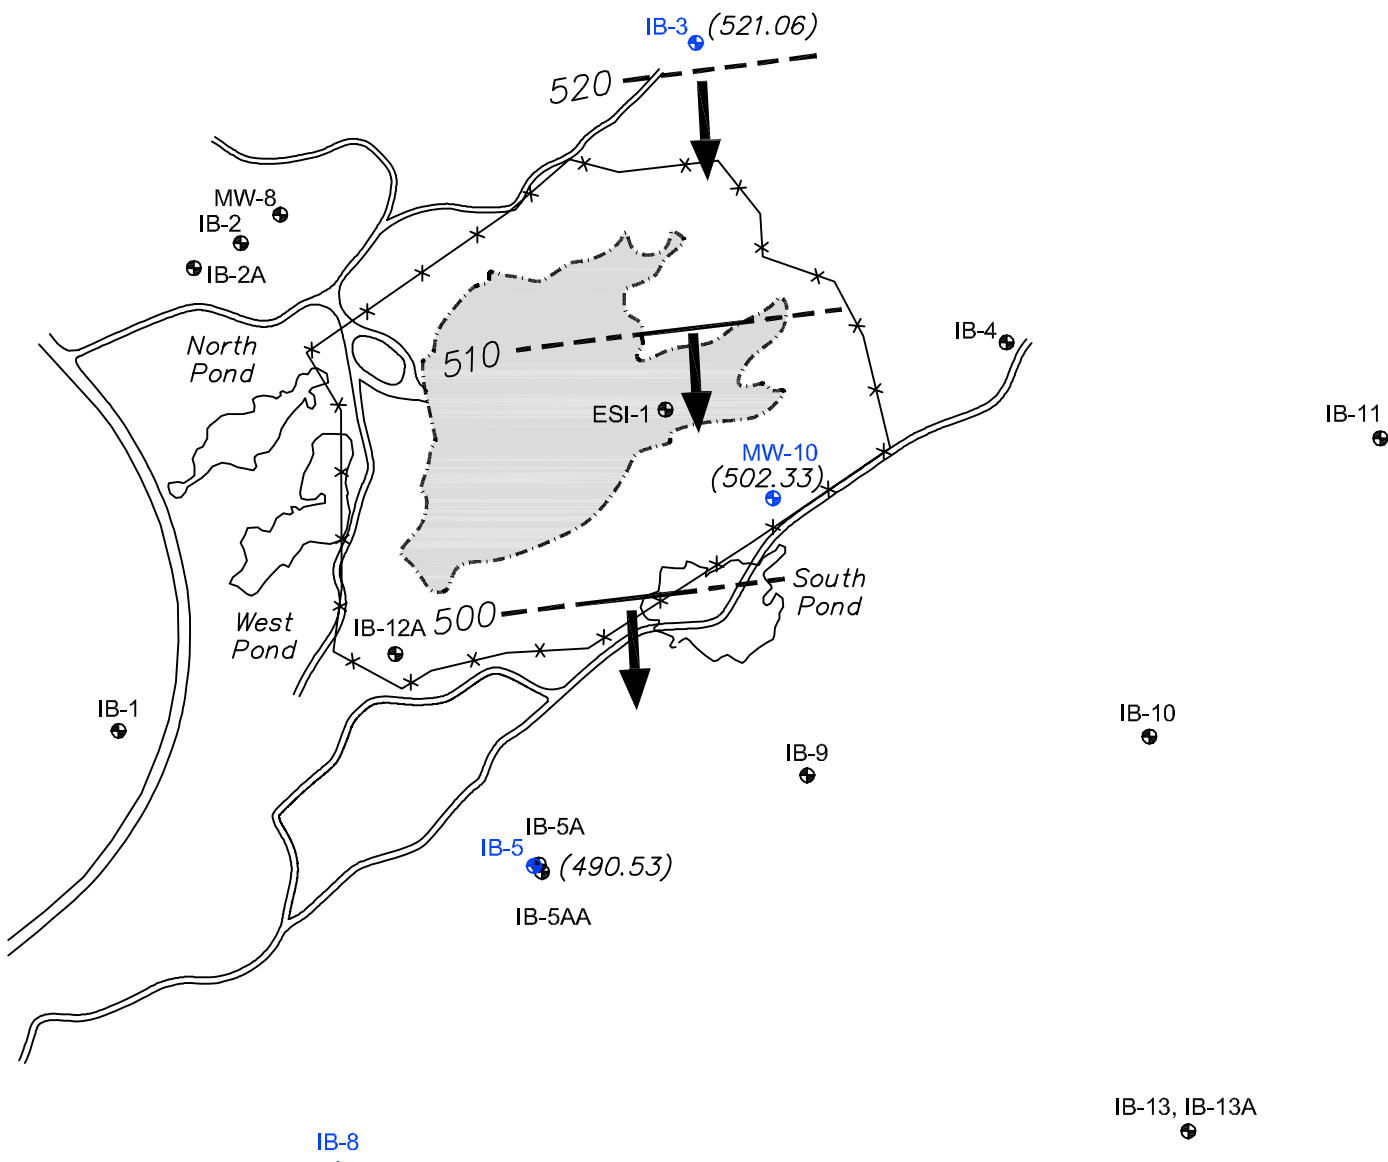 IB-3 (521.06)
520
MW-8
IB-2
IB-2A
North
Pond
510
IB-4
ESI-1
IB-11
MW-10
(502.33)
South
Pond
West
Pond
IB-12A
500
IB-1
IB-10
IB-9
IB-5A
IB-5
(490.53)
IB-5AA
IB-13, IB-13A
IB-8